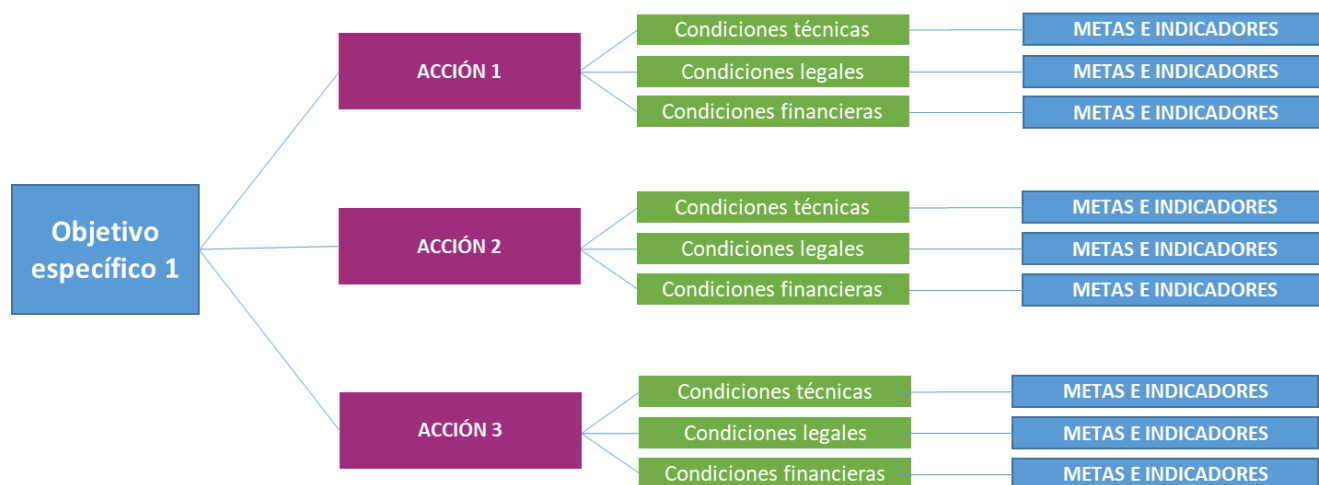 Objetivo
específico 1
ACCIÓN 1
Condiciones técnicas
METAS E INDICADORES
Condiciones legales
METAS E INDICADORES
Condiciones financieras
METAS E INDICADORES
ACCIÓN 2
Condiciones técnicas
METAS E INDICADORES
Condiciones legales
METAS E INDICADORES
Condiciones financieras
METAS E INDICADORES
ACCIÓN 3
Condiciones técnicas
METAS E INDICADORES
Condiciones legales
METAS E INDICADORES
Condiciones financieras
METAS E INDICADORES